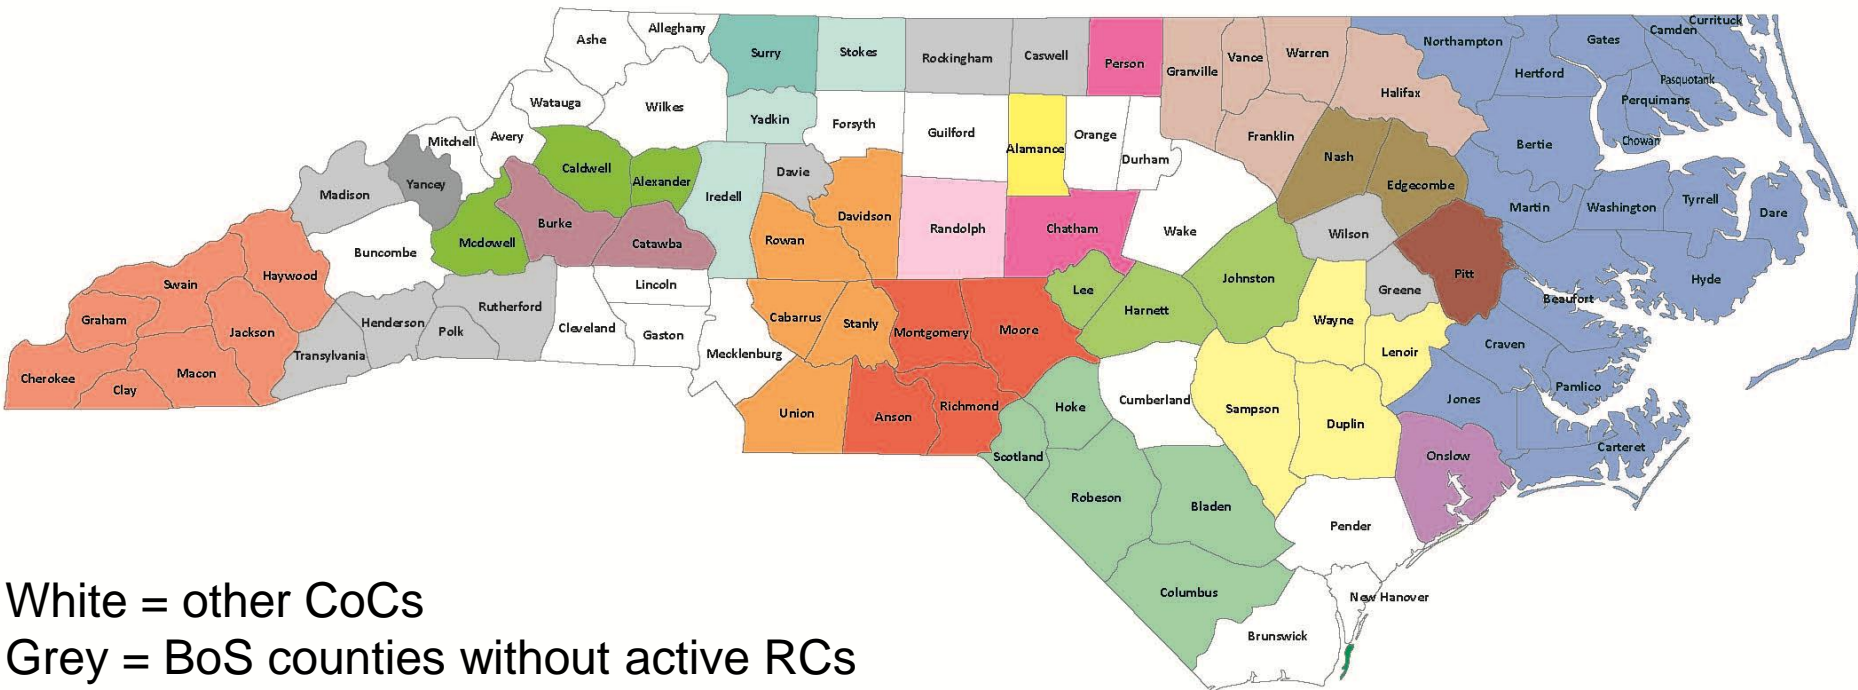 Ashe
Alleghany
Surry
Stokes
Rockingham
Caswell
Person
Granville
Vance
Warren
Northampton
Gates
Camden
Currituck
Hertford
Pasquotank
Perquimans
Chowan
Halifax
Watauga
Wilkes
Yadkin
Forsyth
Guilford
Alamance
Orange
Durham
Franklin
Nash
Edgecombe
Bertie
Mitchell
Avery
Caldwell
Alexander
Iredell
Davie
Madison
Yancey
Burke
Catawba
Mcdowell
Buncombe
Rowan
Davidson
Randolph
Chatham
Wake
Wilson
Martin
Washington
Tyrrell
Dare
Pitt
Hyde
Beaufort
Greene
Johnston
Lee
Harnett
Swain
Haywood
Graham
Jackson
Henderson
Polk
Rutherford
Lincoln
Cleveland
Gaston
Cabarrus
Stanly
Montgomery
Moore
Wayne
Lenoir
Craven
Pamlico
Transylvania
Mecklenburg
Cherokee
Clay
Macon
Union
Anson
Richmond
Hoke
Cumberland
Sampson
Duplin
Jones
Carteret
Onslow
Scotland
Robeson
Bladen
Pender
Columbus
New Hanover
Brunswick
White = other CoCs
Grey = BoS counties without active RCs